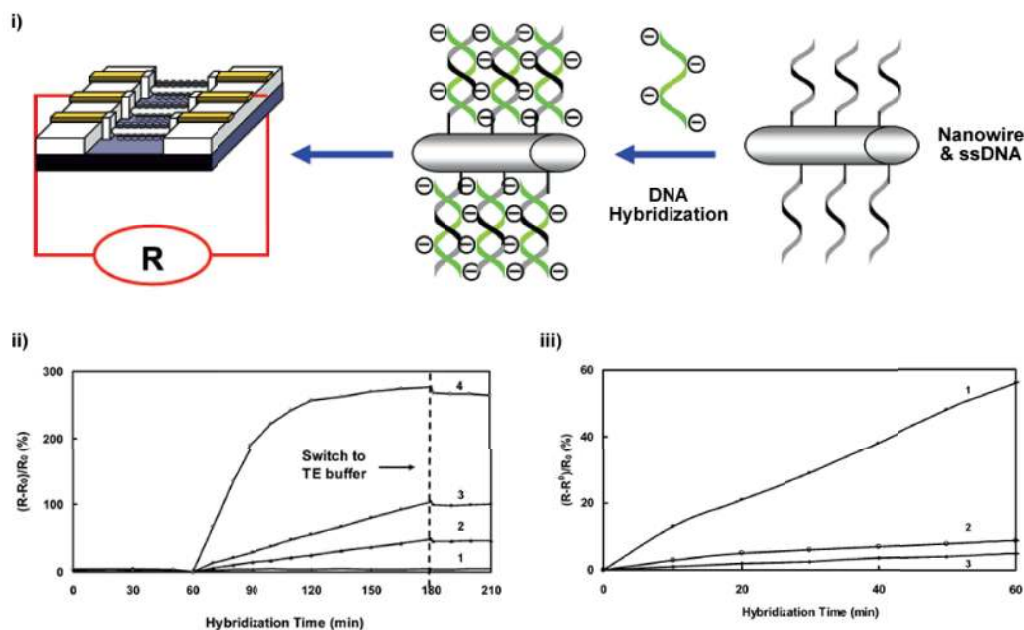 i)
R
DNA
Hybridization
Nanowire
& ssDNA
ii)
(R-R₀)/R₀ (%)
300
200
100
0
0 30 60 90 120 150 180 210
Hybridization Time (min)
Switch to
TE buffer
4
3
2
1
iii)
(R-R⁰)/R₀ (%)
60
40
20
0
0 20 40 60
Hybridization Time (min)
1
2
3